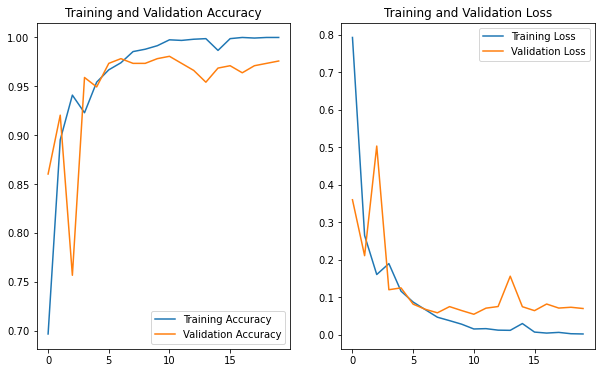 Training and Validation Accuracy
1.00
0.95
0.90
0.85
0.80
0.75
0.70
0 5 10 15
Training Accuracy
Validation Accuracy
Training and Validation Loss
0.8
0.7
0.6
0.5
0.4
0.3
0.2
0.1
0.0
0 5 10 15
Training Loss
Validation Loss